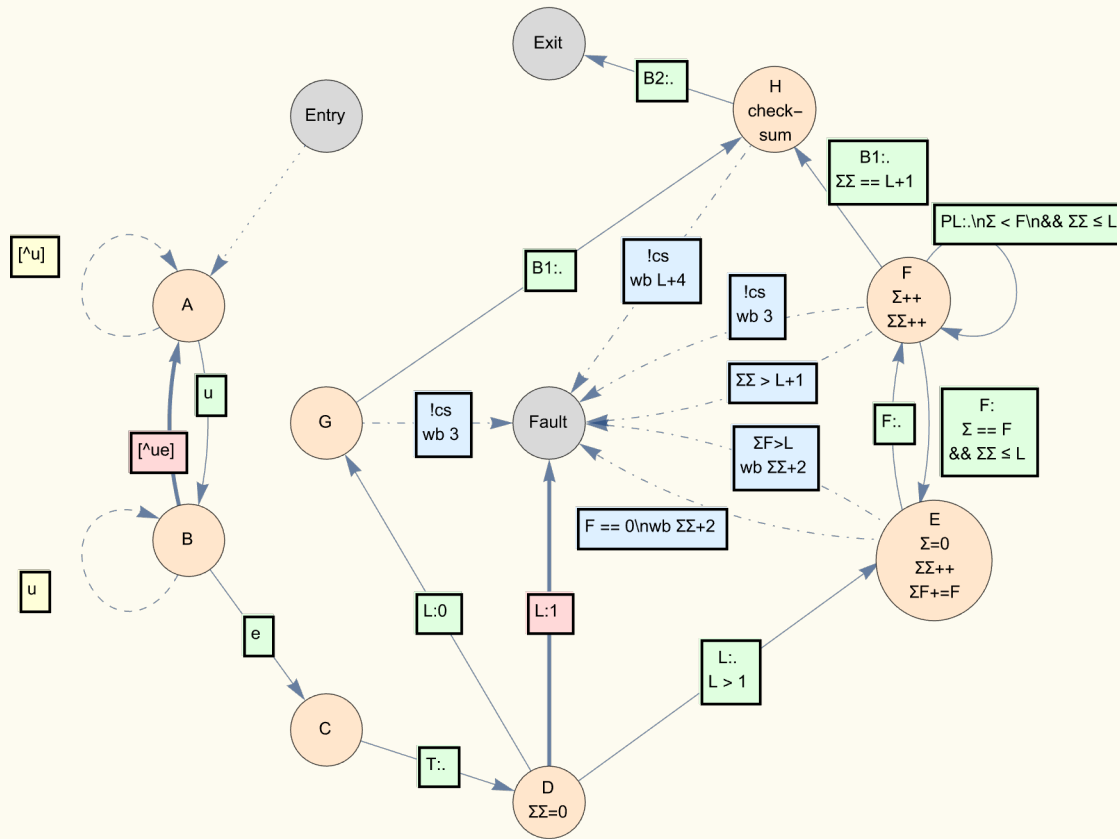 Exit
B2:.
H
check–
sum
Entry
B1:.
ΣΣ == L+1
PL:.\nΣ < F\n&& ΣΣ ≤ L
[^u]
A
B1:.
!cs
wb L+4
!cs
wb 3
F
Σ++
ΣΣ++
u
ΣΣ > L+1
G
!cs
wb 3
Fault
F:.
F:
Σ == F
&& ΣΣ ≤ L
[^ue]
ΣF>L
wb ΣΣ+2
F == 0\nwb ΣΣ+2
B
E
Σ=0
ΣΣ++
ΣF+=F
u
e
L:0
L:1
L:.
L > 1
C
T:.
D
ΣΣ=0